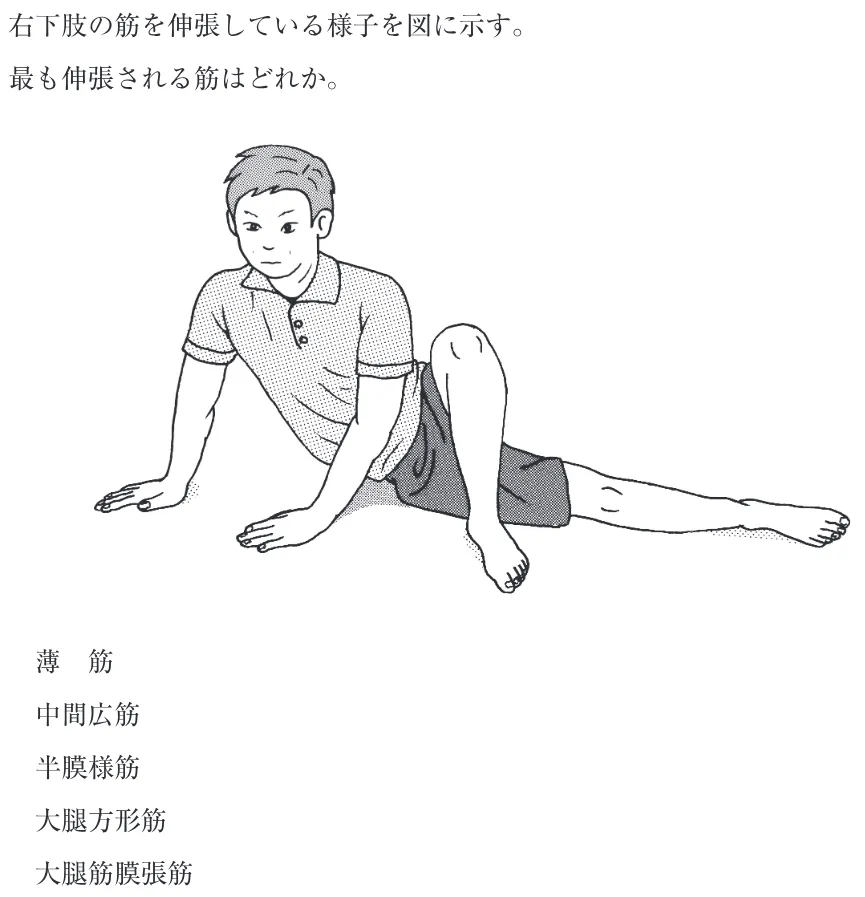 右下肢の筋を伸張している様子を図に示す。
最も伸張される筋はどれか。
薄　筋
中間広筋
半膜様筋
大腿方形筋
大腿筋膜張筋